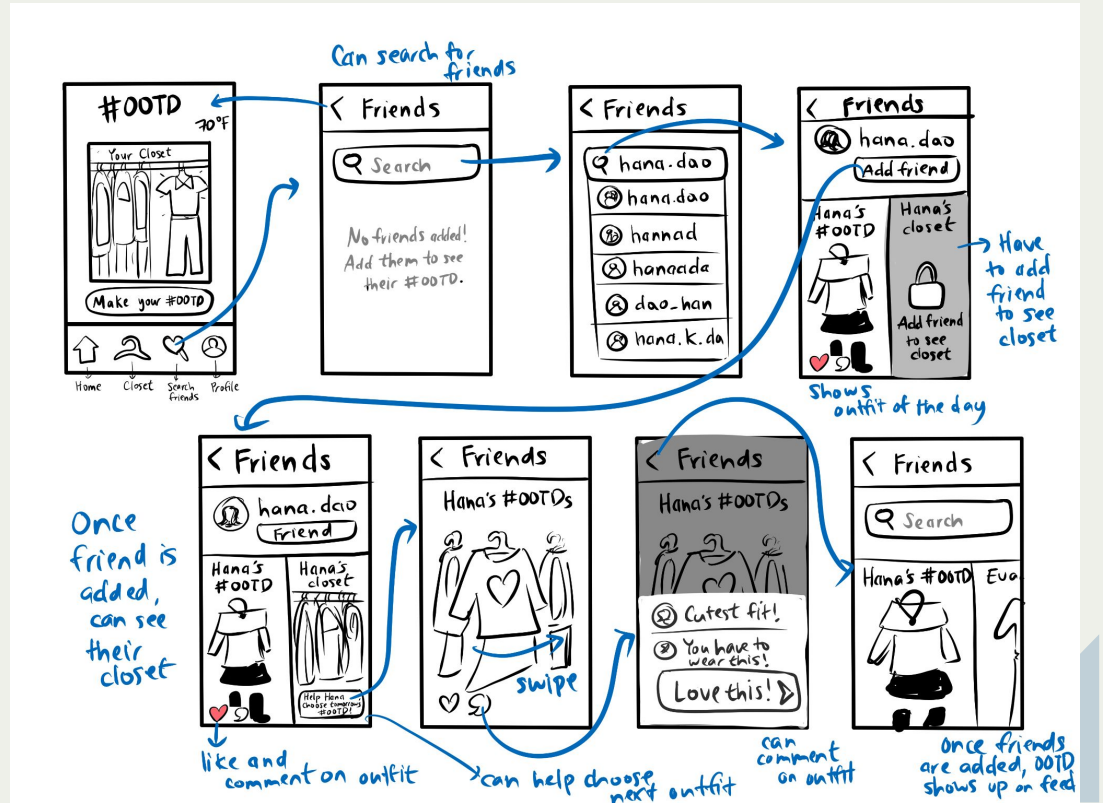 Can search for
friends
#OOTD
70°F
Your Closet
Make your #OOTD
Home
Closet
Search
friends
Profile
< Friends
Search
No friends added!
Add them to see
their #OOTD.
< Friends
hana.dao
hana.dao
hannad
hanaada
dao_han
hana.k.da
< Friends
hana.dao
Add friend
Hana's
#OOTD
Hana's
closet
Add friend
to see
closet
Have
to add
friend
to see
closet
Shows
outfit of the day
Once
friend is
added,
can see
their
closet
< Friends
hana.dao
Friend
Hana's
#OOTD
Hana's
closet
Help Hana
choose tomorrows
#OOTD!
like and
comment on outfit
< Friends
Hana's #OOTDs
swipe
can help choose
next outfit
< Friends
Hana's #OOTDs
Cutest fit!
You have to
wear this!
Love this!
can
comment
on outfit
< Friends
Search
Hana's #OOTD
Eva
once friends
are added, OOTD
shows up on feed